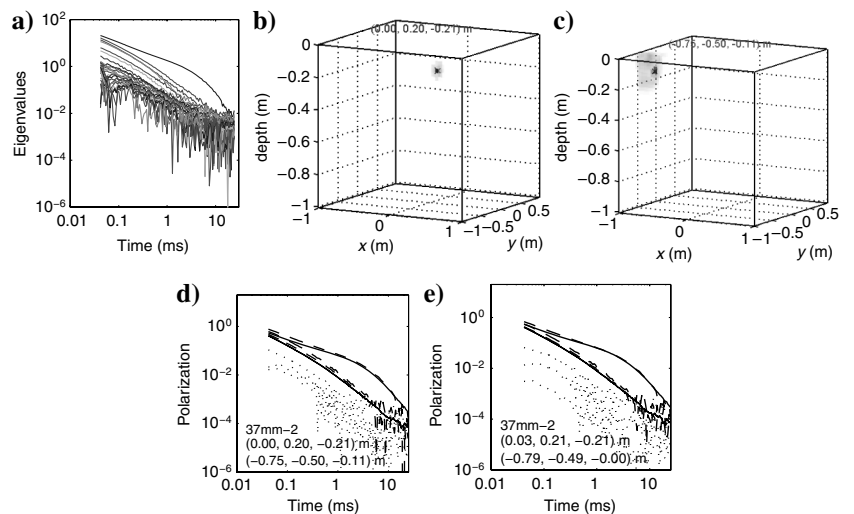 a)
10^2
10^0
10^-2
10^-4
10^-6
Eigenvalues
0.01
0.1
1
10
Time (ms)
b)
(0.00, 0.20, -0.21) m
0
−0.2
−0.4
−0.6
−0.8
−1
depth (m)
−1
0
1
x (m)
−1
−0.5
0
0.5
y (m)
c)
(-0.75, -0.50, -0.11) m
0
−0.2
−0.4
−0.6
−0.8
−1
depth (m)
−1
0
1
x (m)
−1
−0.5
0
0.5
y (m)
d)
10^0
10^-2
10^-4
10^-6
Polarization
37mm−2
(0.00, 0.20, −0.21) m
(−0.75, −0.50, −0.11) m
0.01
0.1
1
10
Time (ms)
e)
10^0
10^-2
10^-4
10^-6
Polarization
37mm−2
(0.03, 0.21, −0.21) m
(−0.79, −0.49, −0.00) m
0.01
0.1
1
10
Time (ms)